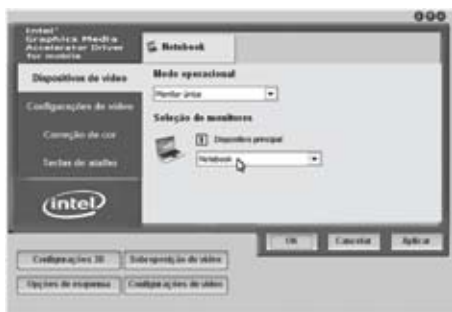 Intel®
Graphics Media
Accelerator Driver
for mobile
Notebook
Dispositivos de vídeo
Configurações de vídeo
Correção de cor
Teclas de atalho
intel
Modo operacional
Monitor único
Seleção de monitores
1 Dispositivo principal
Notebook
OK
Cancelar
Aplicar
Configurações 3D
Sobreposição de vídeo
Opções de esquema
Configurações de vídeo